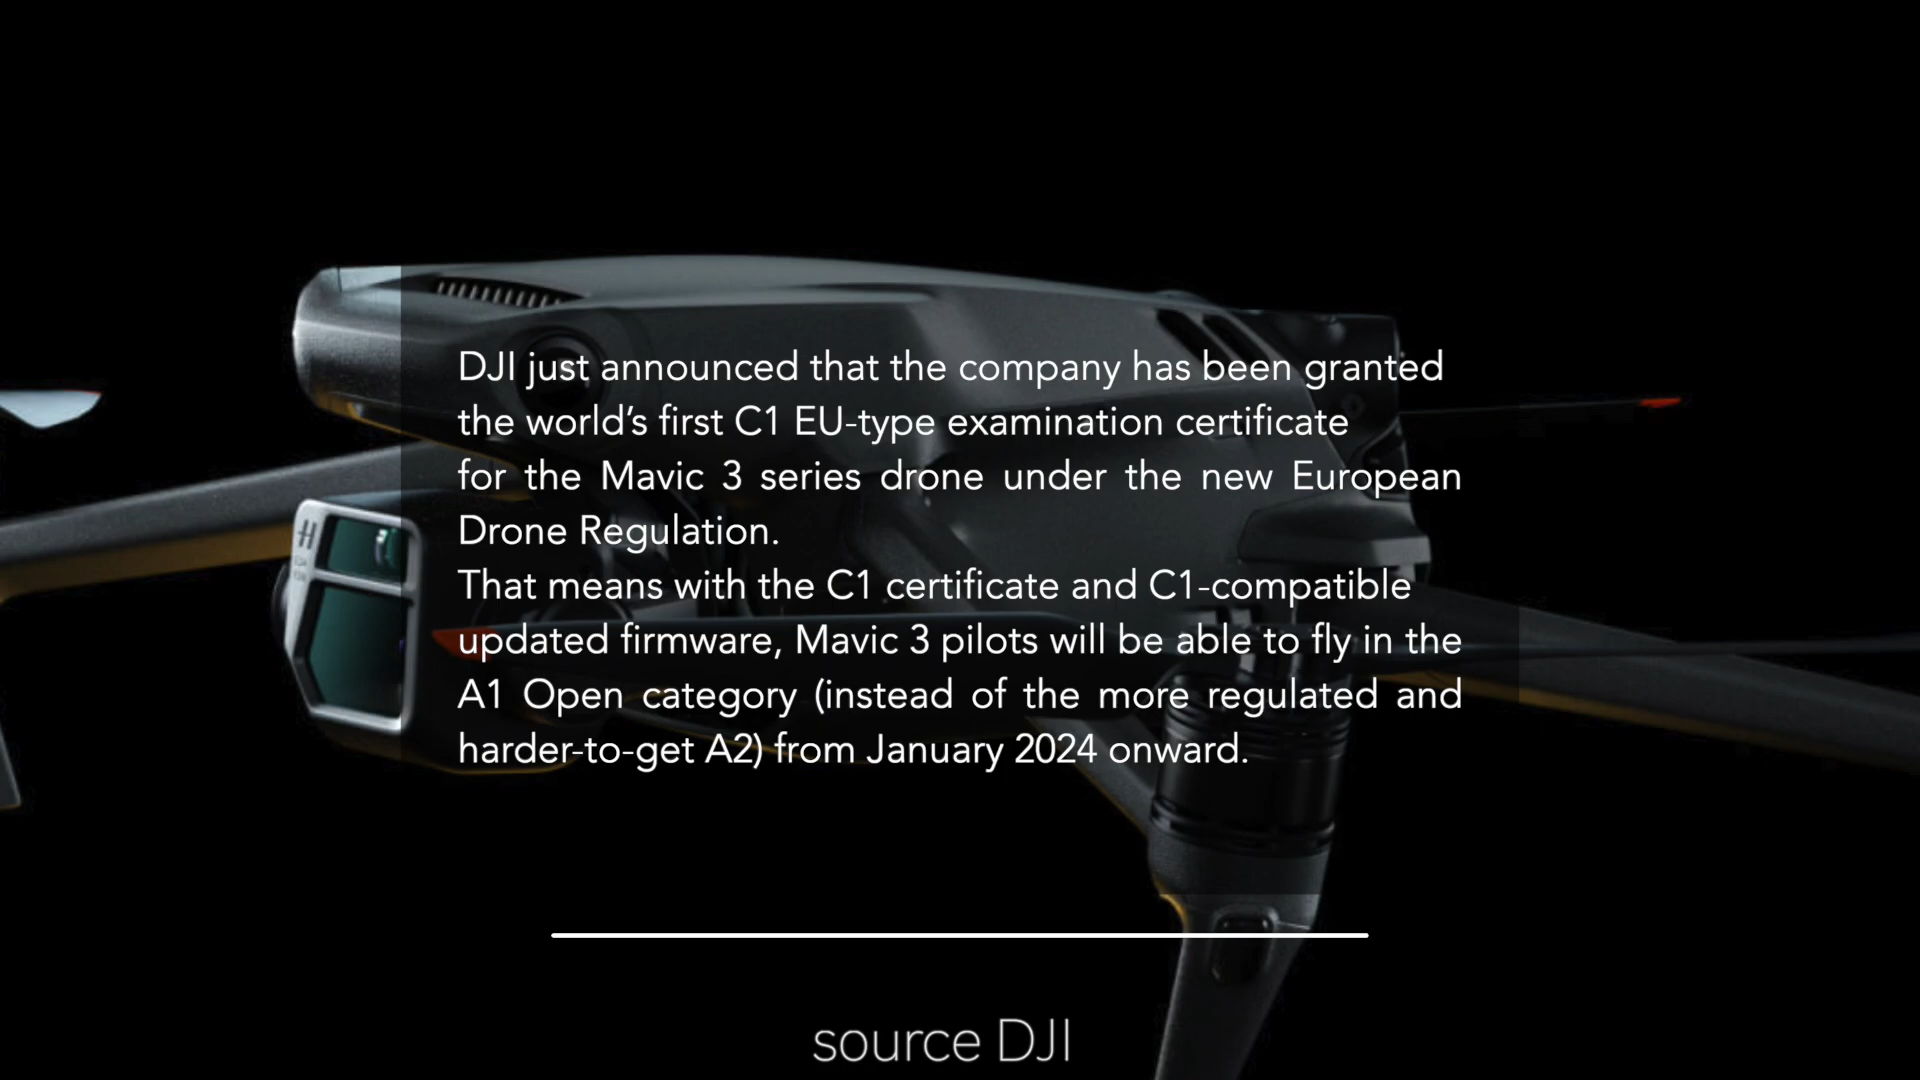 DJI just announced that the company has been granted
the world’s first C1 EU-type examination certificate
for the Mavic 3 series drone under the new European
Drone Regulation.
That means with the C1 certificate and C1-compatible
updated firmware, Mavic 3 pilots will be able to fly in the
A1 Open category (instead of the more regulated and
harder-to-get A2) from January 2024 onward.
source DJI